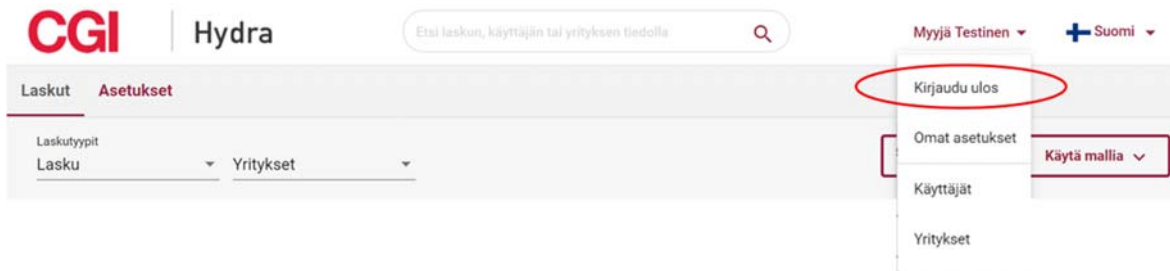 CGI Hydra Etsi laskun, käyttäjän tai yrityksen tiedolla Myyjä Testinen Suomi
Laskut Asetukset Kirjaudu ulos
Laskutyypit
Lasku Yritykset
Omat asetukset
Käytä mallia
Käyttäjät
Yritykset